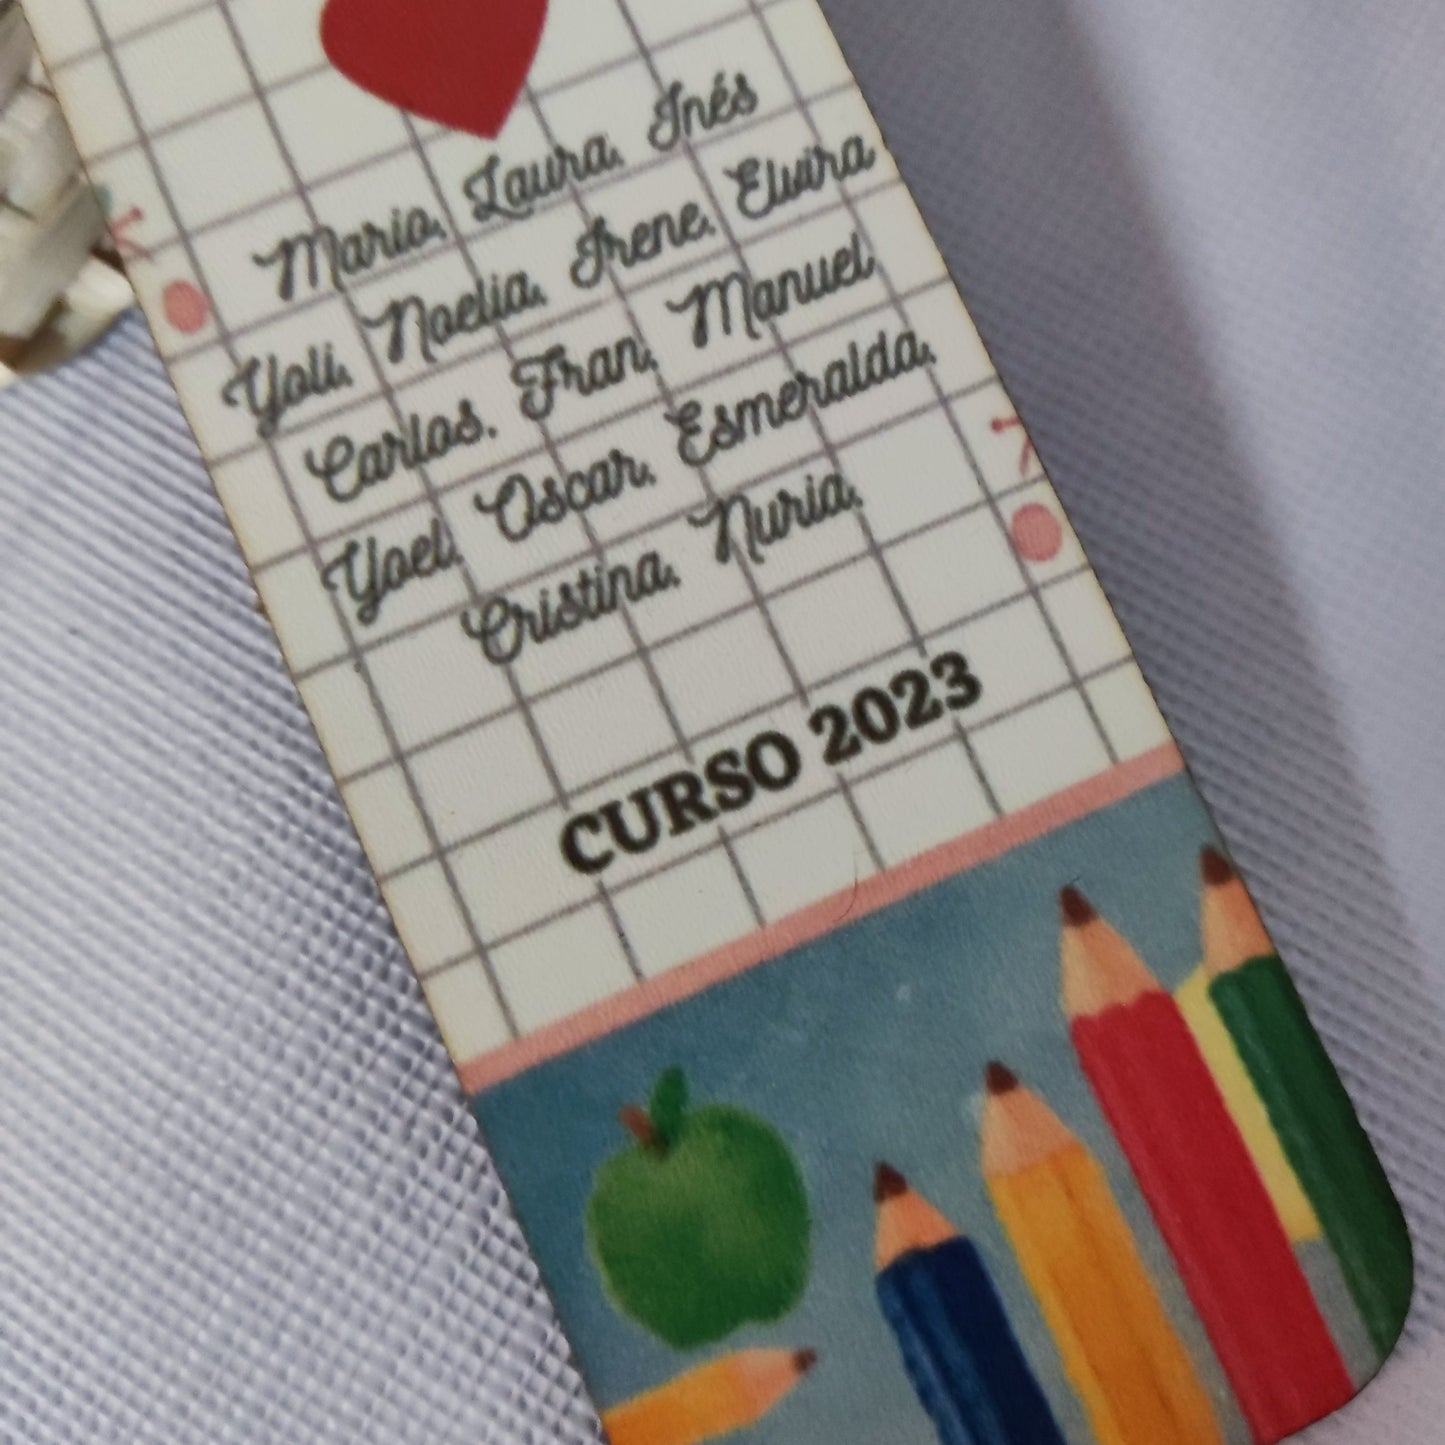 Mario, Laura, Inés
Yoli, Noelia, Irene, Elvira
Carlos, Fran, Manuel
Yoel, Oscar, Esmeralda,
Cristina, Nuria,
CURSO 2023